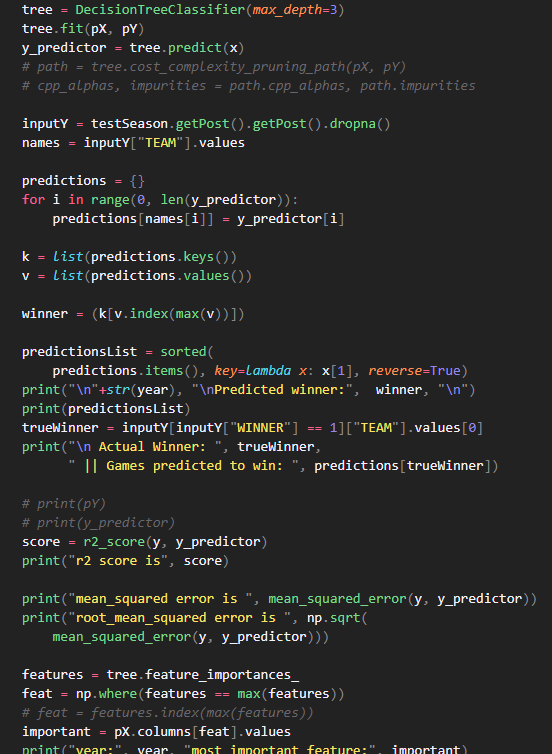 tree = DecisionTreeClassifier(max_depth=3)
tree.fit(pX, pY)
y_predictor = tree.predict(x)
# path = tree.cost_complexity_pruning_path(pX, pY)
# cpp_alphas, impurities = path.cpp_alphas, path.impurities
inputY = testSeason.getPost().getPost().dropna()
names = inputY["TEAM"].values
predictions = {}
for i in range(0, len(y_predictor)):
    predictions[names[i]] = y_predictor[i]
k = list(predictions.keys())
v = list(predictions.values())
winner = (k[v.index(max(v))])
predictionsList = sorted(
    predictions.items(), key=lambda x: x[1], reverse=True)
print("\n"+str(year), "\nPredicted winner:",  winner, "\n")
print(predictionsList)
trueWinner = inputY[inputY["WINNER"] == 1]["TEAM"].values[0]
print("\n Actual Winner: ", trueWinner,
      " || Games predicted to win: ", predictions[trueWinner])
# print(pY)
# print(y_predictor)
score = r2_score(y, y_predictor)
print("r2 score is", score)
print("mean_squared error is ", mean_squared_error(y, y_predictor))
print("root_mean_squared error is ", np.sqrt(
    mean_squared_error(y, y_predictor)))
features = tree.feature_importances_
feat = np.where(features == max(features))
# feat = features.index(max(features))
important = pX.columns[feat].values
print("year:", year, "most important feature:", important)